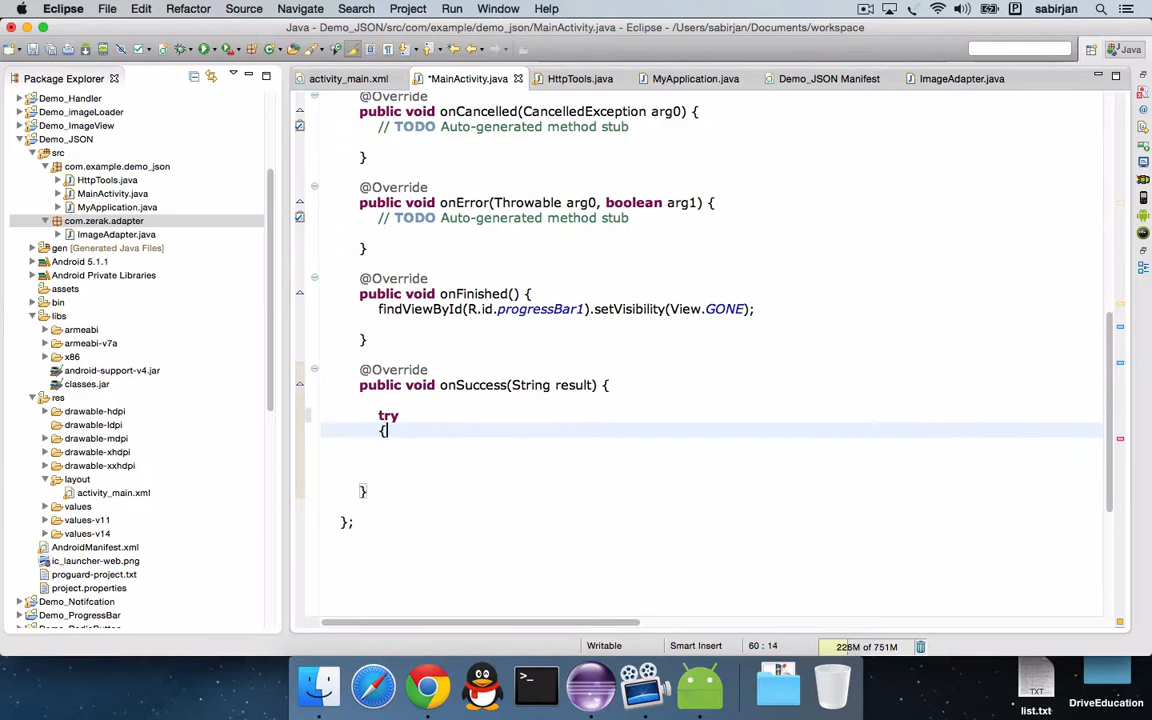 Eclipse File Edit Refactor Source Navigate Search Project Run Window Help sabirjan
Java - Demo_JSON/src/com/example/demo_json/MainActivity.java - Eclipse - /Users/sabirjan/Documents/workspace
Java
Package Explorer
activity_main.xml *MainActivity.java HttpTools.java MyApplication.java Demo_JSON Manifest ImageAdapter.java
Demo_Handler
Demo_imageLoader
Demo_ImageView
Demo_JSON
src
com.example.demo_json
HttpTools.java
MainActivity.java
MyApplication.java
com.zerak.adapter
ImageAdapter.java
gen [Generated Java Files]
Android 5.1.1
Android Private Libraries
assets
bin
libs
armeabi
armeabi-v7a
x86
android-support-v4.jar
classes.jar
res
drawable-hdpi
drawable-ldpi
drawable-mdpi
drawable-xhdpi
drawable-xxhdpi
layout
activity_main.xml
values
values-v11
values-v14
AndroidManifest.xml
ic_launcher-web.png
proguard-project.txt
project.properties
Demo_Notifcation
Demo_ProgressBar
@Override
public void onCancelled(CancelledException arg0) {
// TODO Auto-generated method stub
}
@Override
public void onError(Throwable arg0, boolean arg1) {
// TODO Auto-generated method stub
}
@Override
public void onFinished() {
findViewById(R.id.progressBar1).setVisibility(View.GONE);
}
@Override
public void onSuccess(String result) {
try
{
}
};
Writable Smart Insert 60 : 14 226M of 751M
TXT
list.txt
DriveEducation